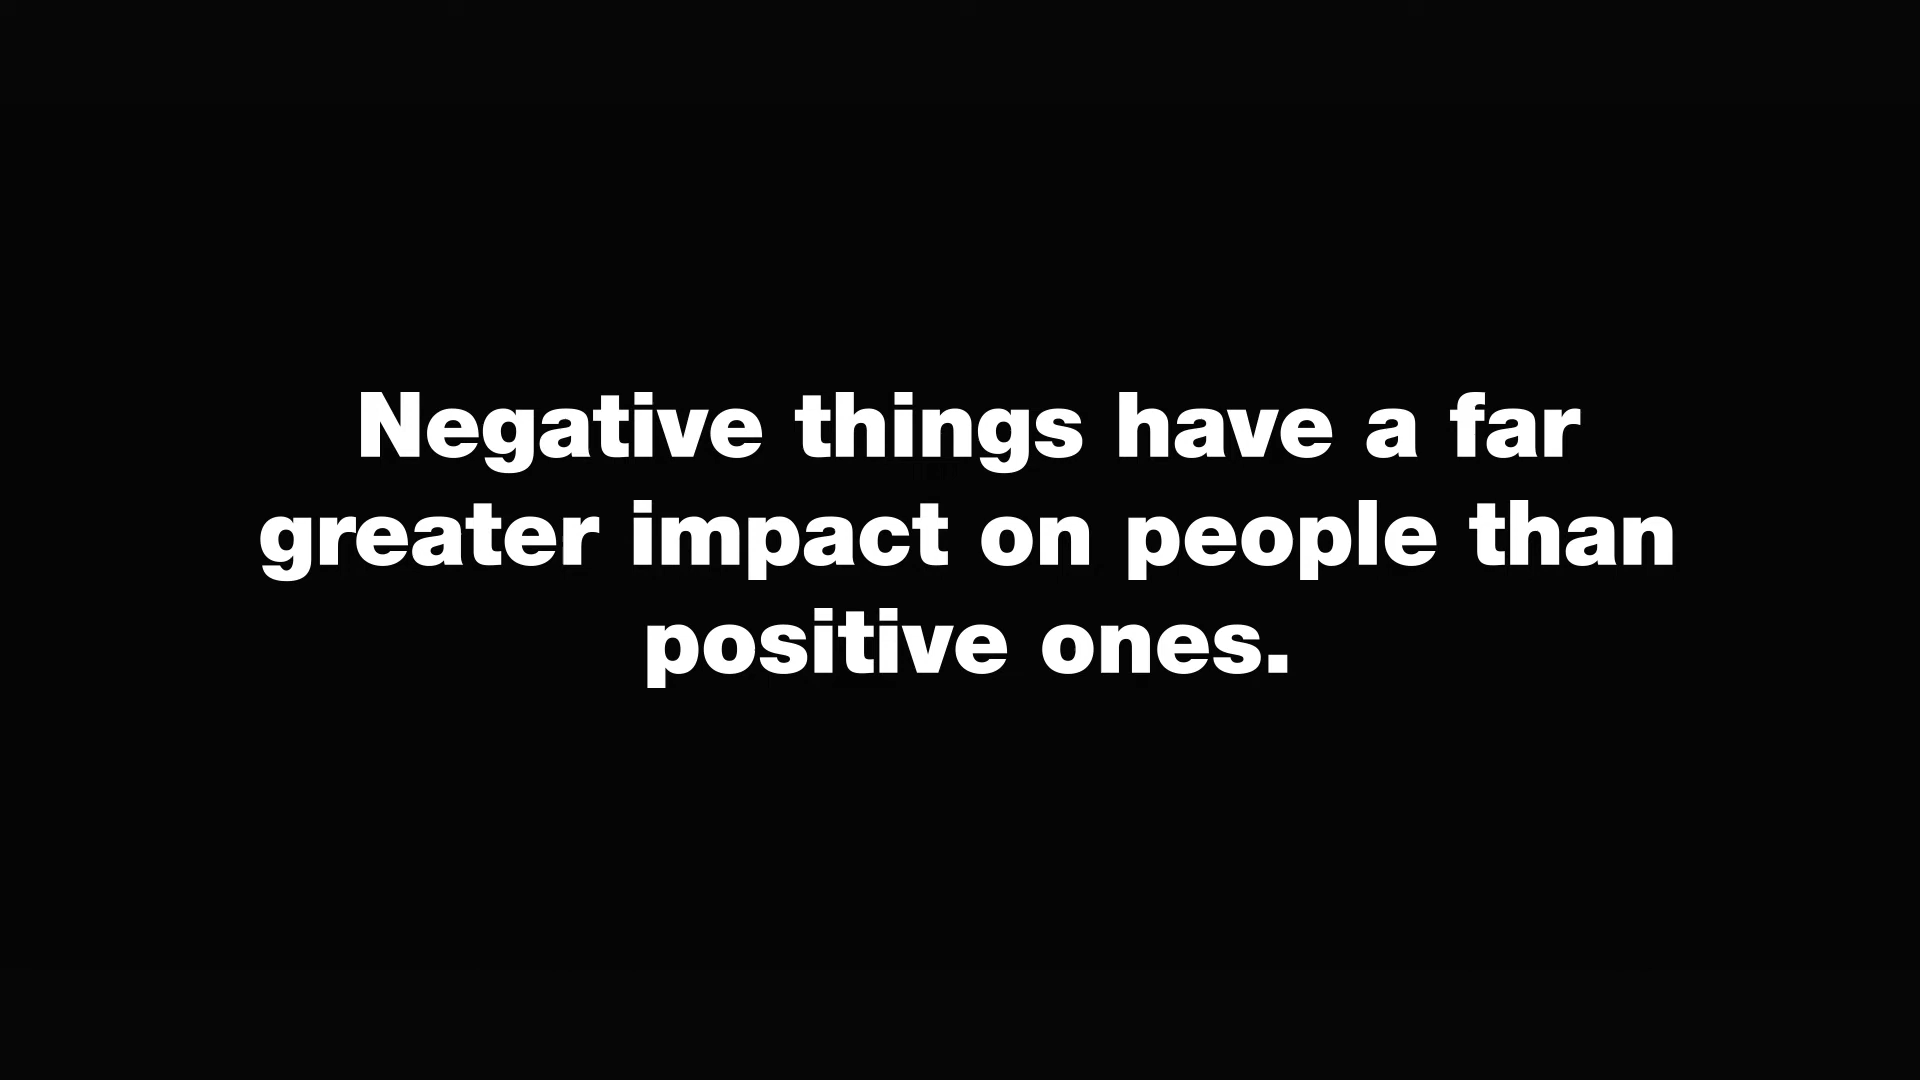 Negative things have a far
greater impact on people than
positive ones.